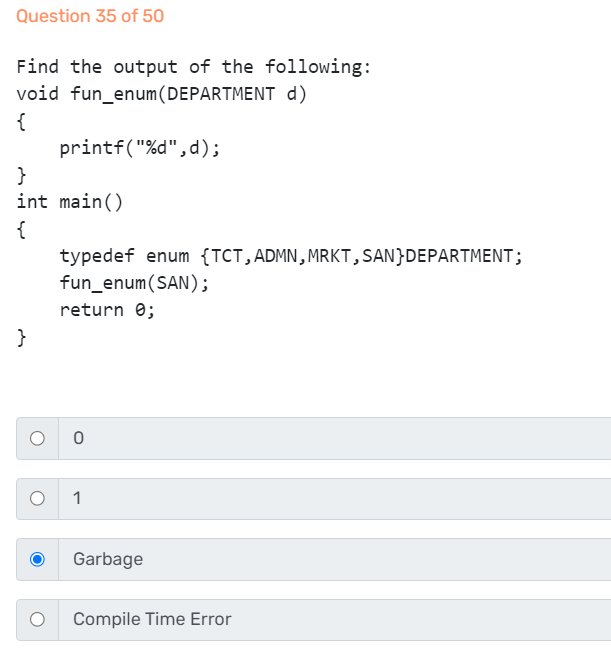 Question 35 of 50
Find the output of the following:
void fun_enum(DEPARTMENT d)
{
    printf("%d",d);
}
int main()
{
    typedef enum {TCT,ADMN,MRKT,SAN}DEPARTMENT;
    fun_enum(SAN);
    return 0;
}
0
1
Garbage
Compile Time Error